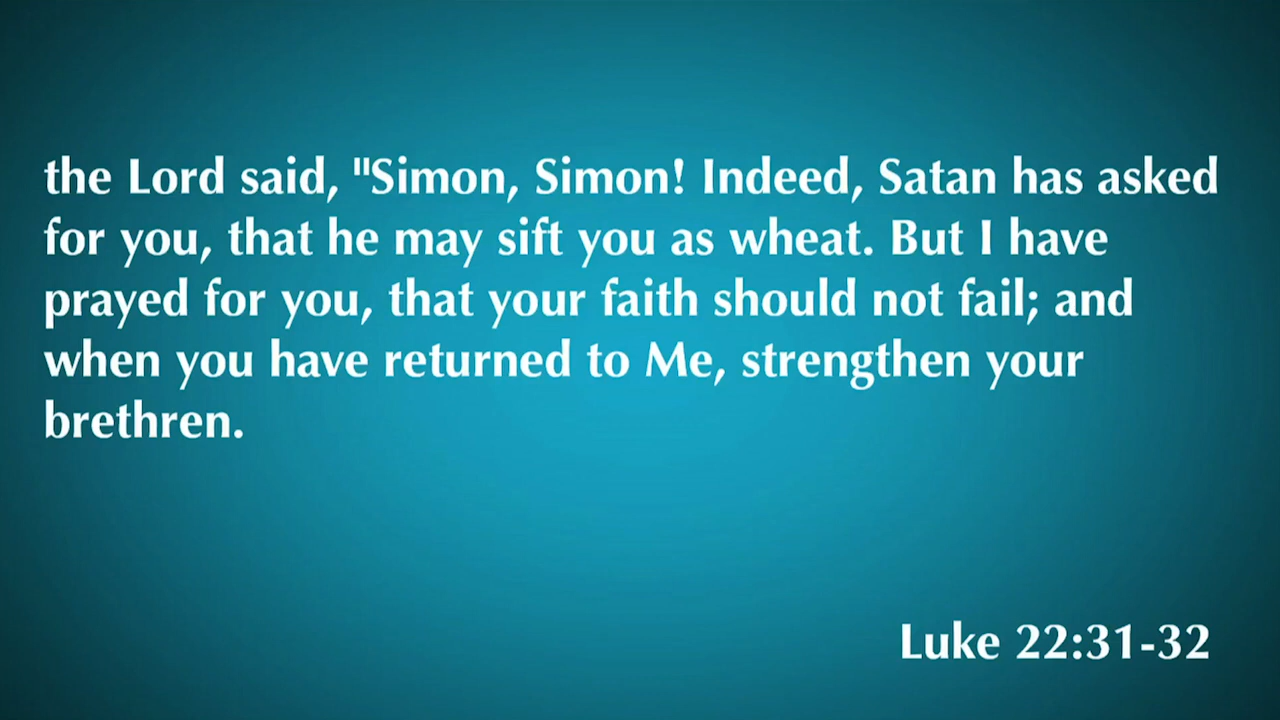 the Lord said, "Simon, Simon! Indeed, Satan has asked
for you, that he may sift you as wheat. But I have
prayed for you, that your faith should not fail; and
when you have returned to Me, strengthen your
brethren.
Luke 22:31-32